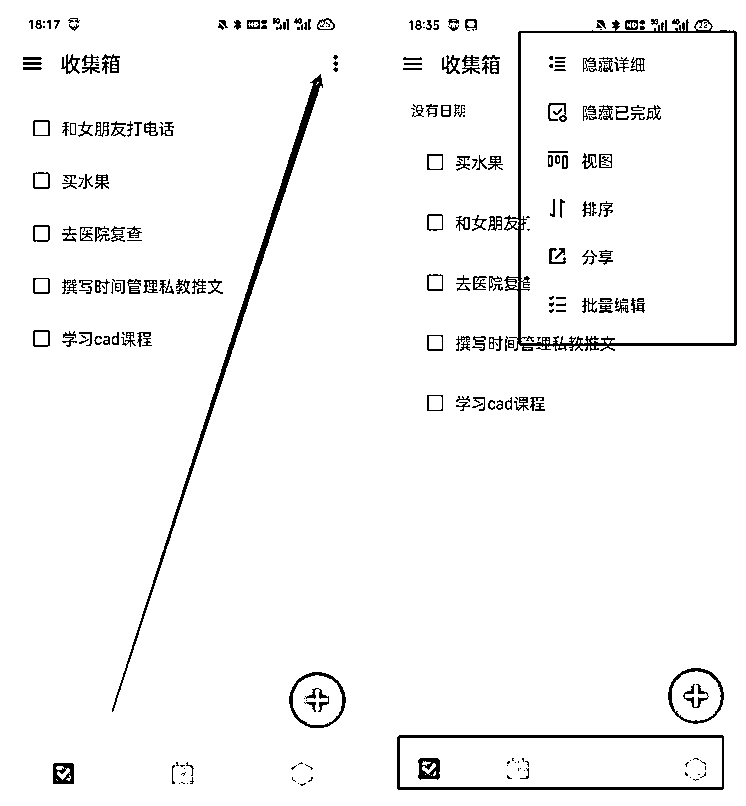 18:17
收集箱
和女朋友打电话
买水果
去医院复查
撰写时间管理私教推文
学习cad课程
18:35
收集箱
没有日期
买水果
和女朋友打
去医院复查
撰写时间管理私教推文
学习cad课程
隐藏详细
隐藏已完成
视图
排序
分享
批量编辑